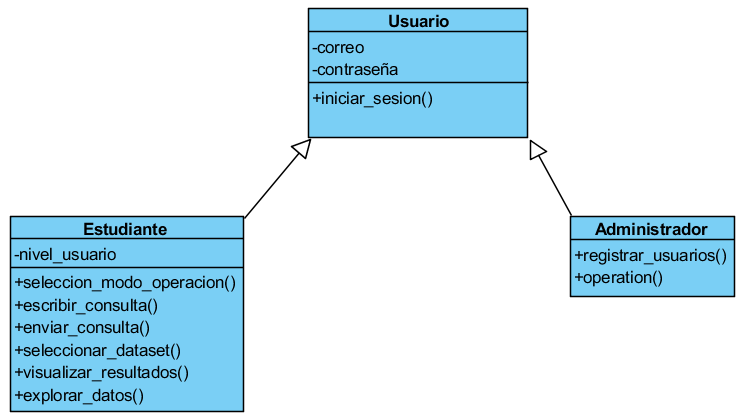 Usuario
-correo
-contraseña
+iniciar_sesion()
Estudiante
-nivel_usuario
+seleccion_modo_operacion()
+escribir_consulta()
+enviar_consulta()
+seleccionar_dataset()
+visualizar_resultados()
+explorar_datos()
Administrador
+registrar_usuarios()
+operation()